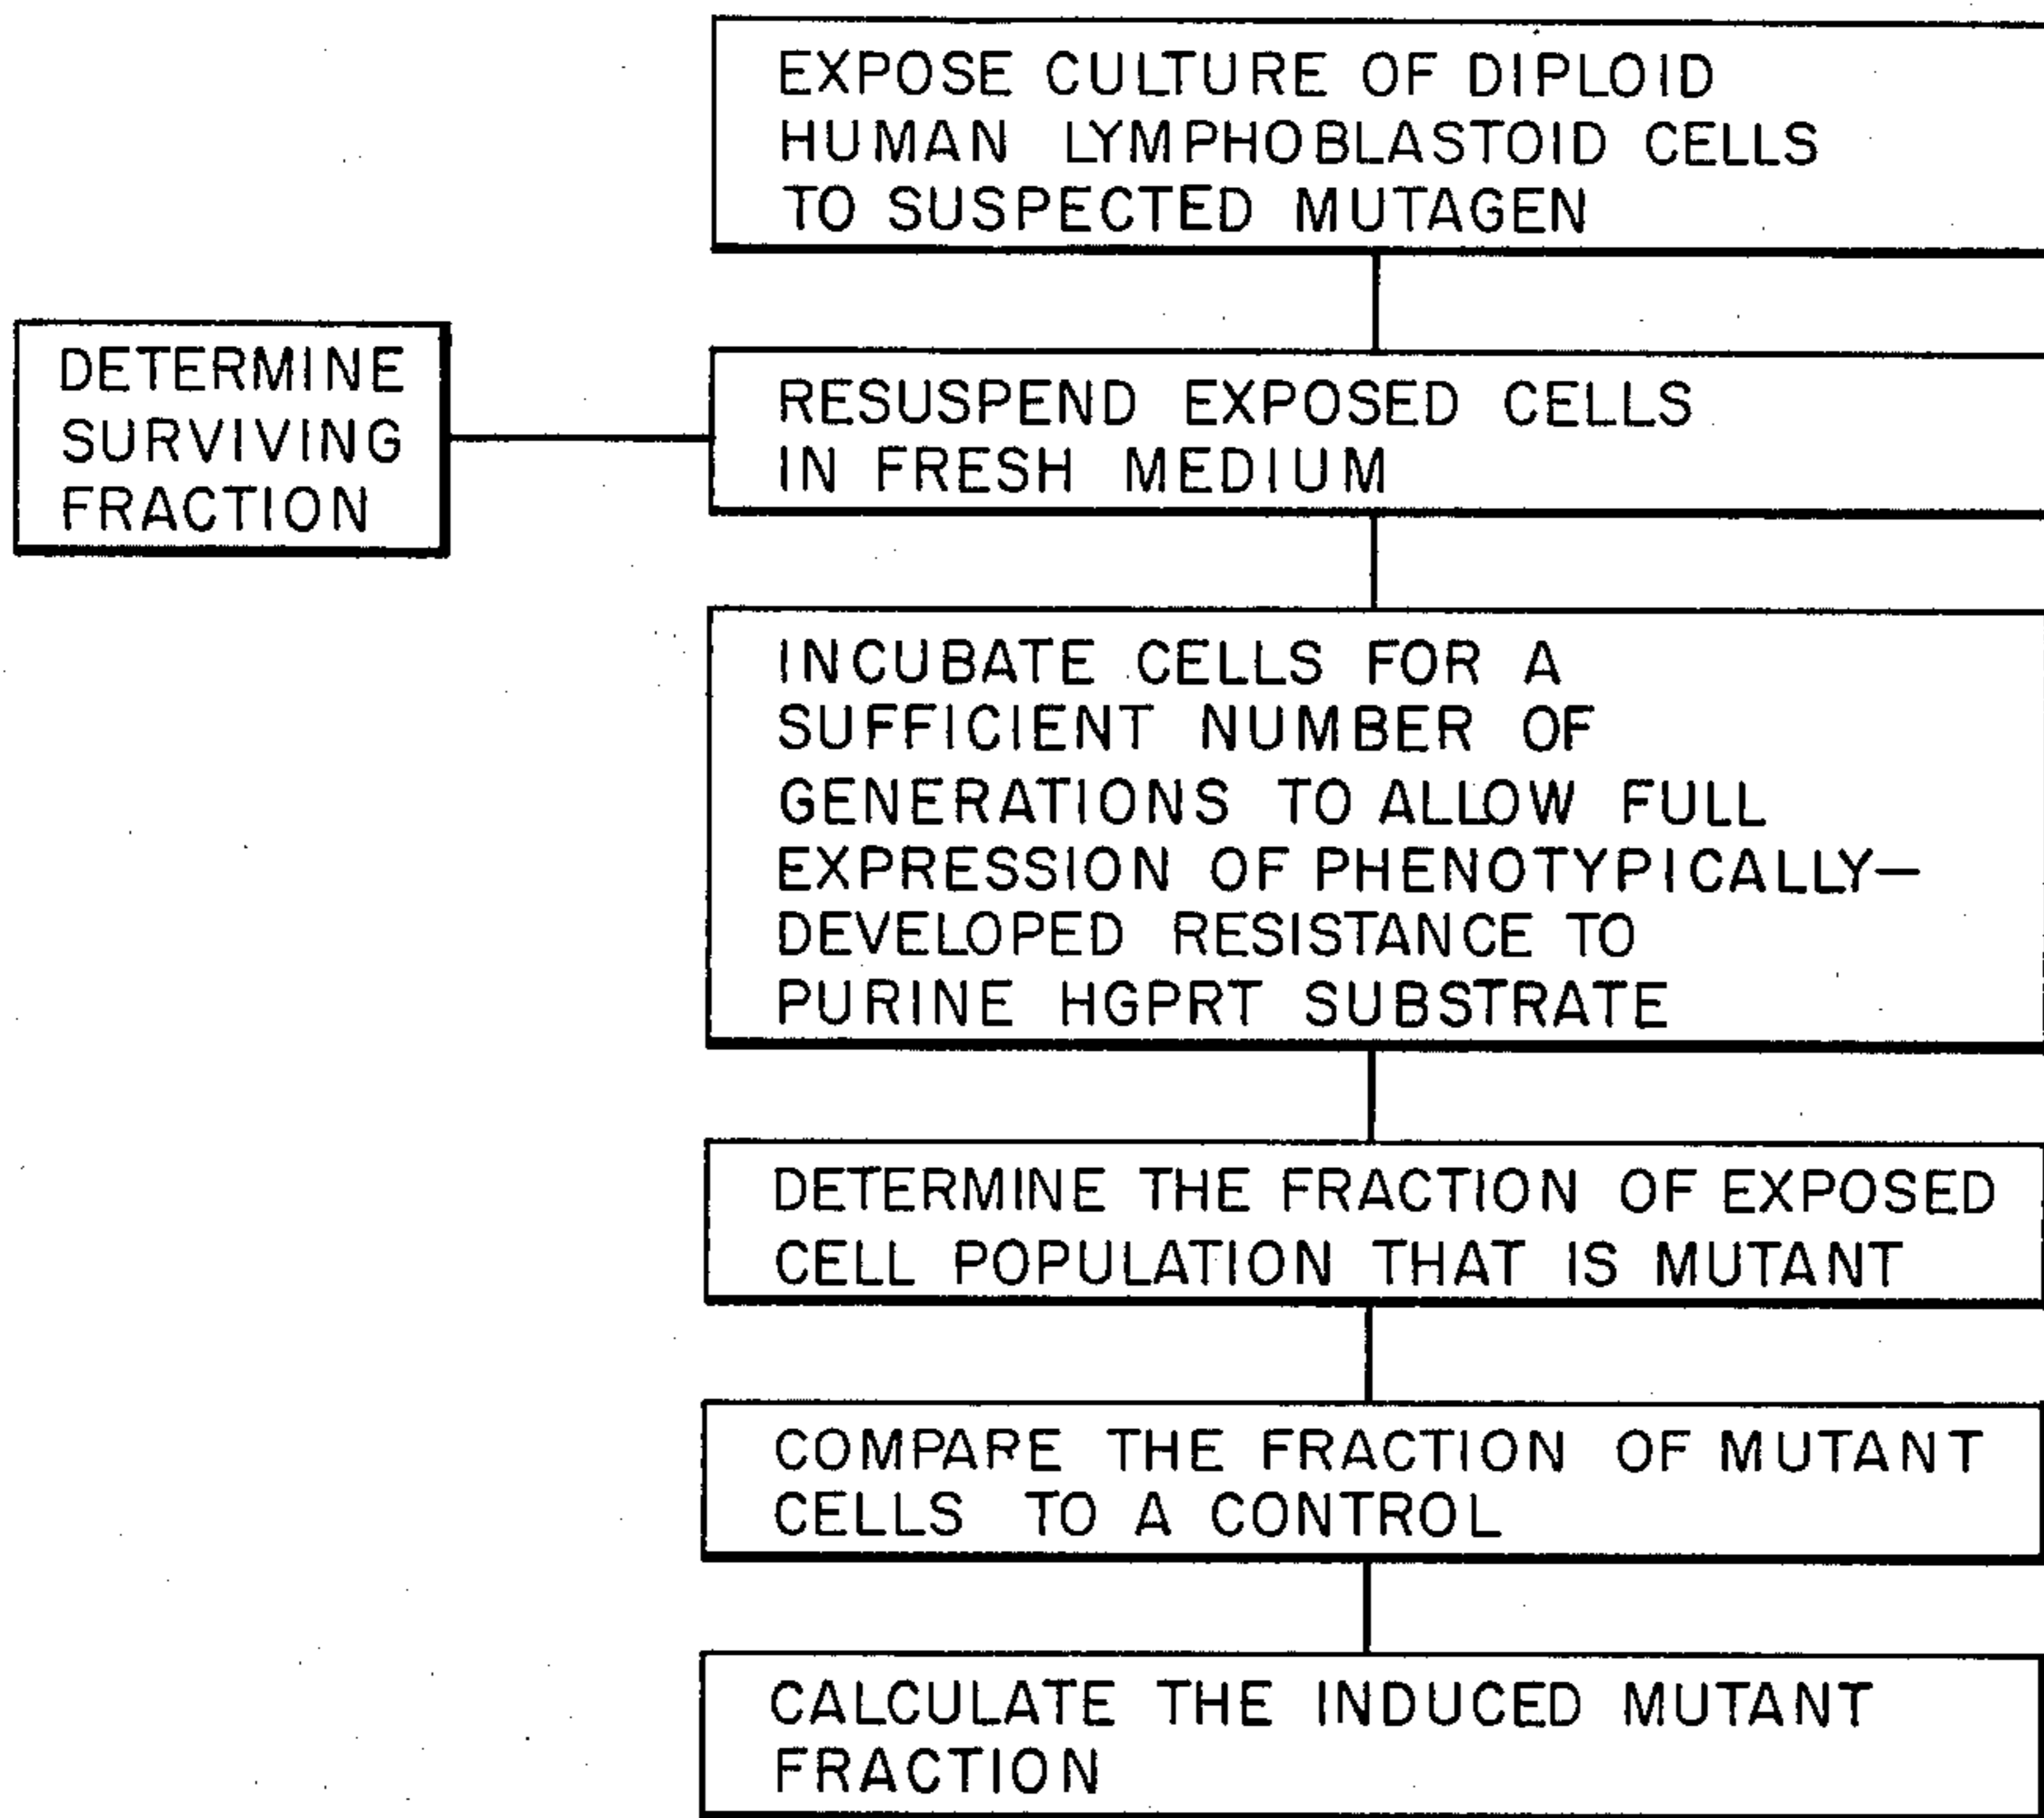 EXPOSE CULTURE OF DIPLOID
HUMAN LYMPHOBLASTOID CELLS
TO SUSPECTED MUTAGEN
DETERMINE
SURVIVING
FRACTION
RESUSPEND EXPOSED CELLS
IN FRESH MEDIUM
INCUBATE CELLS FOR A
SUFFICIENT NUMBER OF
GENERATIONS TO ALLOW FULL
EXPRESSION OF PHENOTYPICALLY—
DEVELOPED RESISTANCE TO
PURINE HGPRT SUBSTRATE
DETERMINE THE FRACTION OF EXPOSED
CELL POPULATION THAT IS MUTANT
COMPARE THE FRACTION OF MUTANT
CELLS TO A CONTROL
CALCULATE THE INDUCED MUTANT
FRACTION